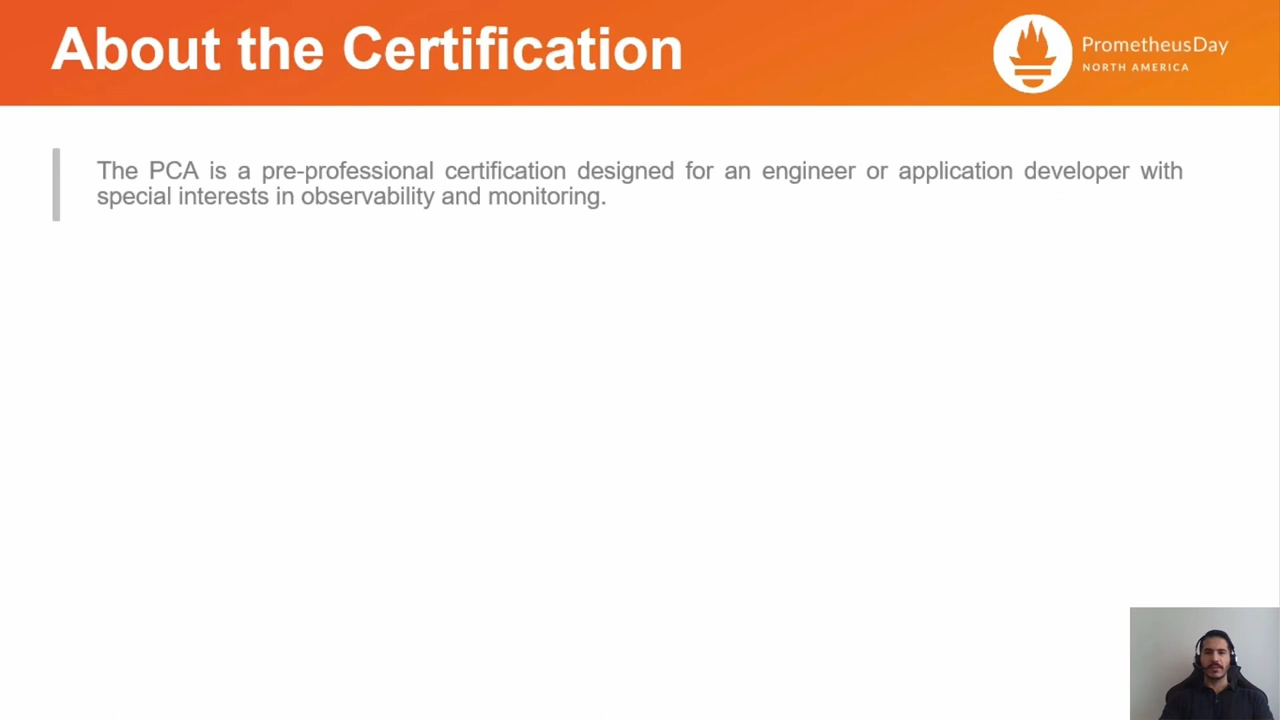 About the Certification
PrometheusDay
NORTH AMERICA
The PCA is a pre-professional certification designed for an engineer or application developer with
special interests in observability and monitoring.